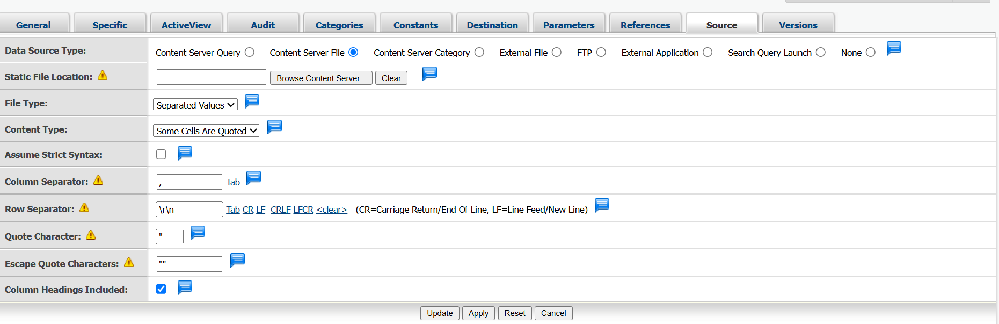 General Specific ActiveView Audit Categories Constants Destination Parameters References Source Versions
Data Source Type: Content Server Query Content Server File Content Server Category External File FTP External Application Search Query Launch None
Static File Location: Browse Content Server... Clear
File Type: Separated Values
Content Type: Some Cells Are Quoted
Assume Strict Syntax:
Column Separator: , Tab
Row Separator: \r\n Tab CR LF CRLF LFCR <clear> (CR=Carriage Return/End Of Line, LF=Line Feed/New Line)
Quote Character: "
Escape Quote Characters: ""
Column Headings Included:
Update Apply Reset Cancel